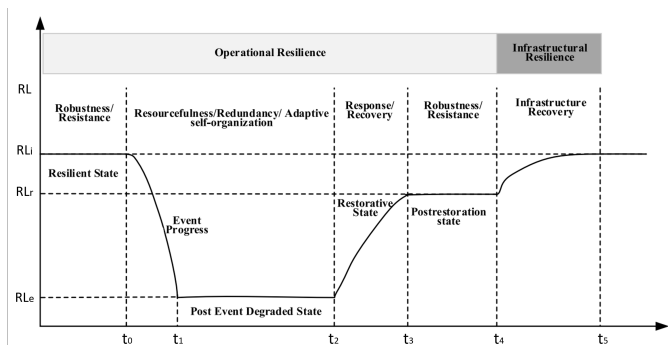 Operational Resilience
Infrastructural
Resilience
RL
Robustness/
Resistance
Resourcefulness/Redundancy/ Adaptive
self-organization
Response/
Recovery
Robustness/
Resistance
Infrastructure
Recovery
RLi
Resilient State
RLr
Event
Progress
Restorative
State
Postrestoration
state
RLe
Post Event Degraded State
t0
t1
t2
t3
t4
t5